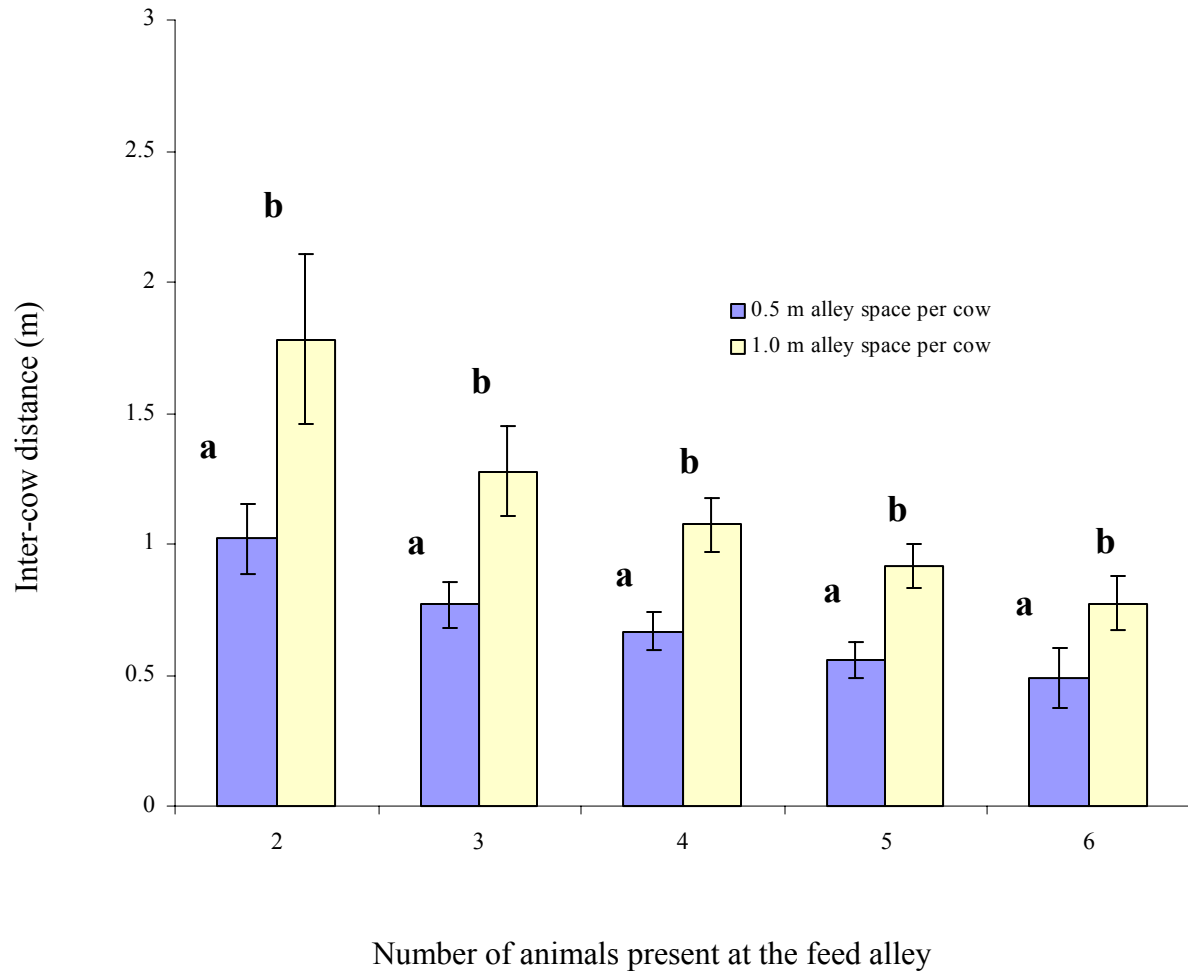 3
2.5
2
1.5
1
0.5
0
Inter-cow distance (m)
b
a
b
a
b
a
b
a
b
a
0.5 m alley space per cow
1.0 m alley space per cow
2 3 4 5 6
Number of animals present at the feed alley